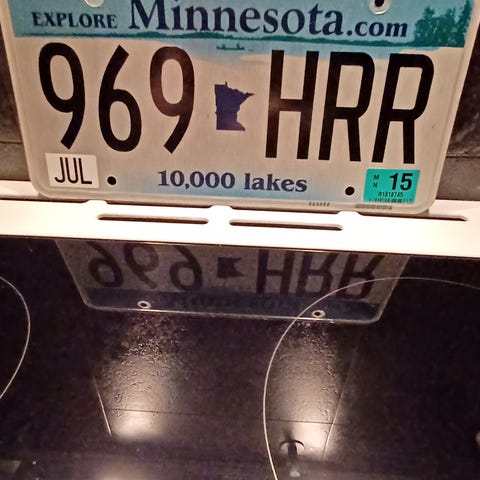 EXPLORE Minnesota.com
969 HRR
JUL
10,000 lakes
MN 15